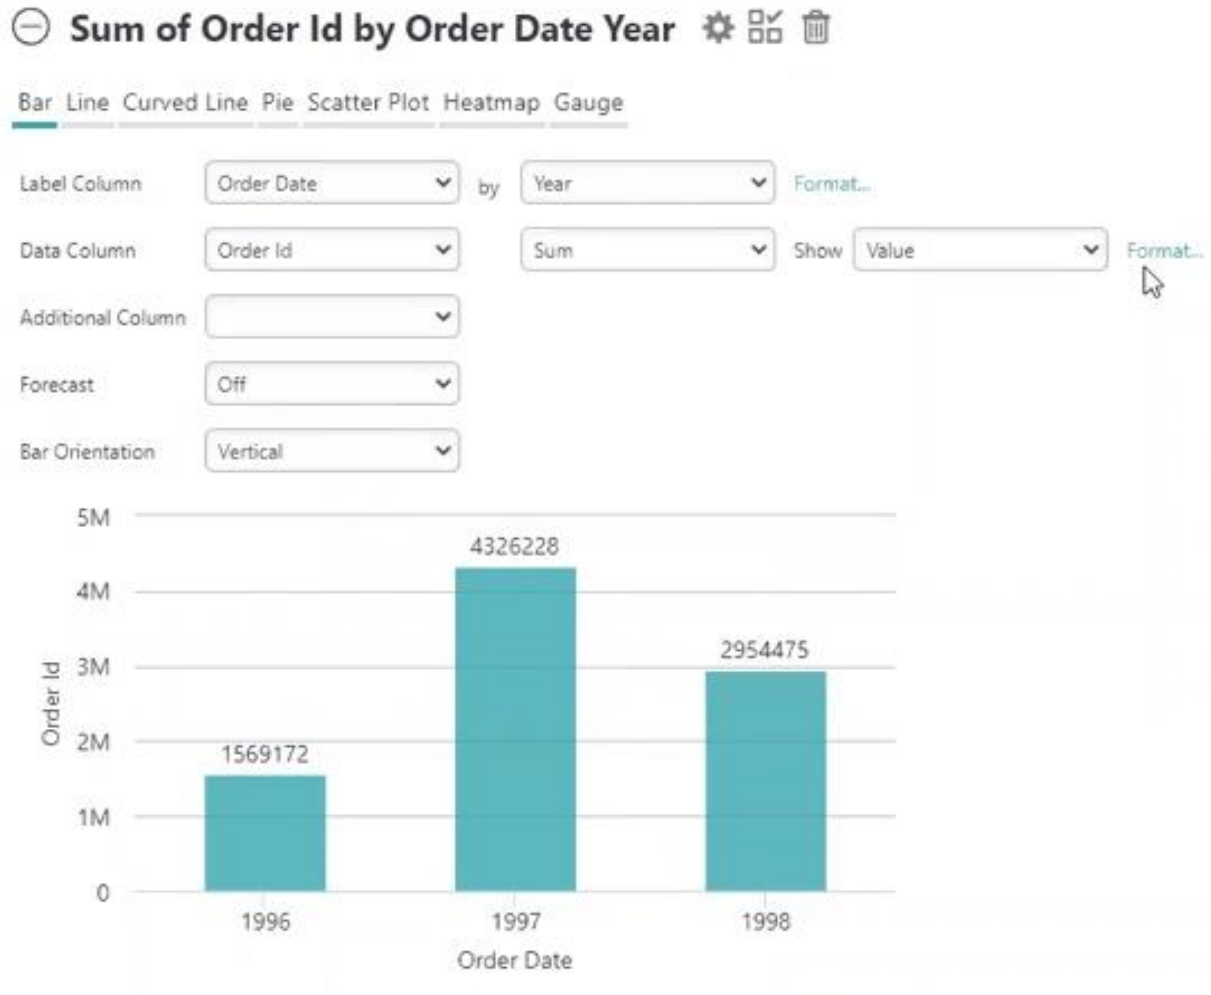 Sum of Order Id by Order Date Year
Bar Line Curved Line Pie Scatter Plot Heatmap Gauge
Label Column Order Date by Year Format...
Data Column Order Id Sum Show Value Format...
Additional Column
Forecast Off
Bar Orientation Vertical
5M
4326228
4M
2954475
3M
Order Id
2M
1569172
1M
0
1996 1997 1998
Order Date